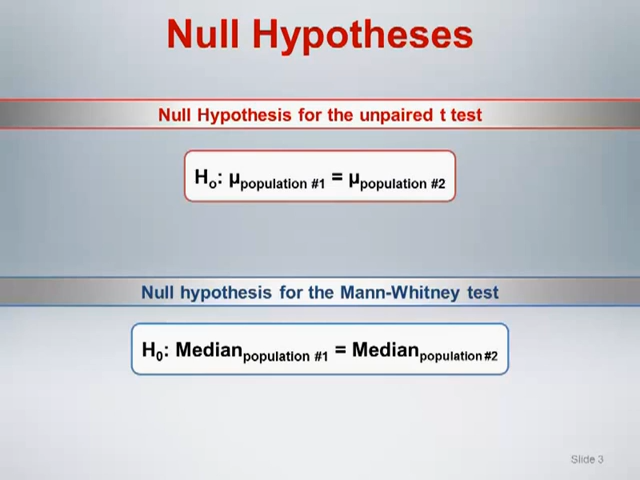 Null Hypotheses
Null Hypothesis for the unpaired t test
Ho: µpopulation #1 = µpopulation #2
Null hypothesis for the Mann-Whitney test
H0: Medianpopulation #1 = Medianpopulation #2
Slide 3